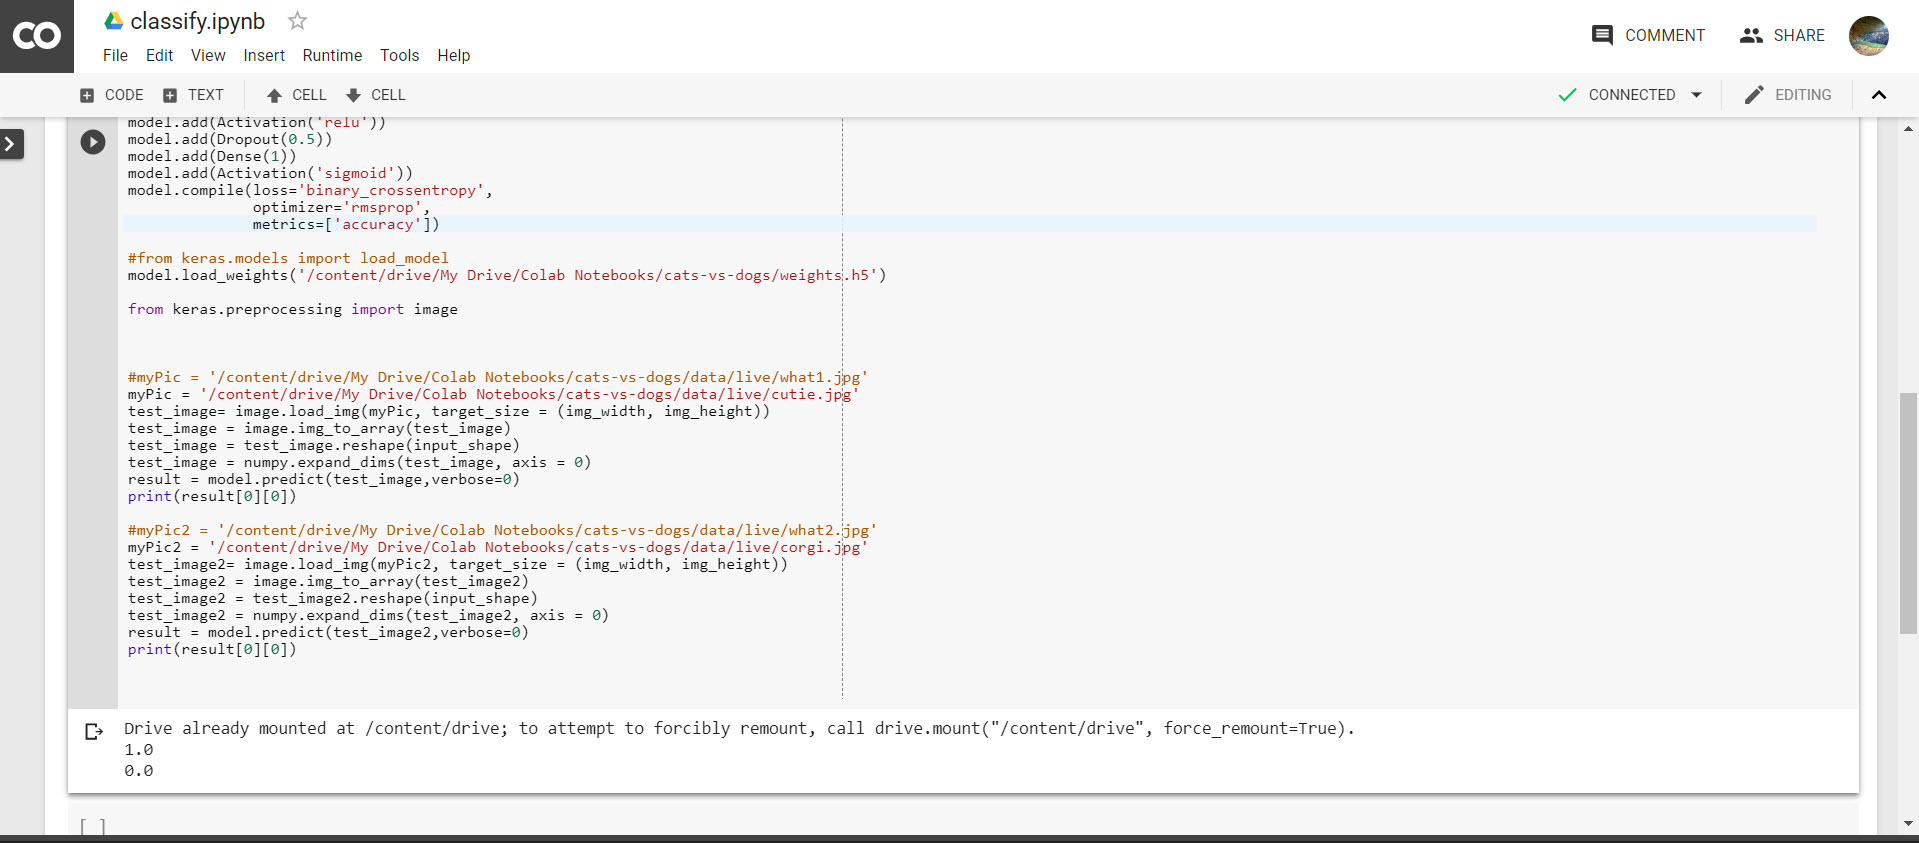 CO
classify.ipynb
File Edit View Insert Runtime Tools Help
COMMENT
SHARE
CODE TEXT CELL CELL
CONNECTED
EDITING
model.add(Activation('relu'))
model.add(Dropout(0.5))
model.add(Dense(1))
model.add(Activation('sigmoid'))
model.compile(loss='binary_crossentropy',
              optimizer='rmsprop',
              metrics=['accuracy'])
#from keras.models import load_model
model.load_weights('/content/drive/My Drive/Colab Notebooks/cats-vs-dogs/weights.h5')
from keras.preprocessing import image
#myPic = '/content/drive/My Drive/Colab Notebooks/cats-vs-dogs/data/live/what1.jpg'
myPic = '/content/drive/My Drive/Colab Notebooks/cats-vs-dogs/data/live/cutie.jpg'
test_image= image.load_img(myPic, target_size = (img_width, img_height))
test_image = image.img_to_array(test_image)
test_image = test_image.reshape(input_shape)
test_image = numpy.expand_dims(test_image, axis = 0)
result = model.predict(test_image,verbose=0)
print(result[0][0])
#myPic2 = '/content/drive/My Drive/Colab Notebooks/cats-vs-dogs/data/live/what2.jpg'
myPic2 = '/content/drive/My Drive/Colab Notebooks/cats-vs-dogs/data/live/corgi.jpg'
test_image2= image.load_img(myPic2, target_size = (img_width, img_height))
test_image2 = image.img_to_array(test_image2)
test_image2 = test_image2.reshape(input_shape)
test_image2 = numpy.expand_dims(test_image2, axis = 0)
result = model.predict(test_image2,verbose=0)
print(result[0][0])
Drive already mounted at /content/drive; to attempt to forcibly remount, call drive.mount("/content/drive", force_remount=True).
1.0
0.0
[ ]